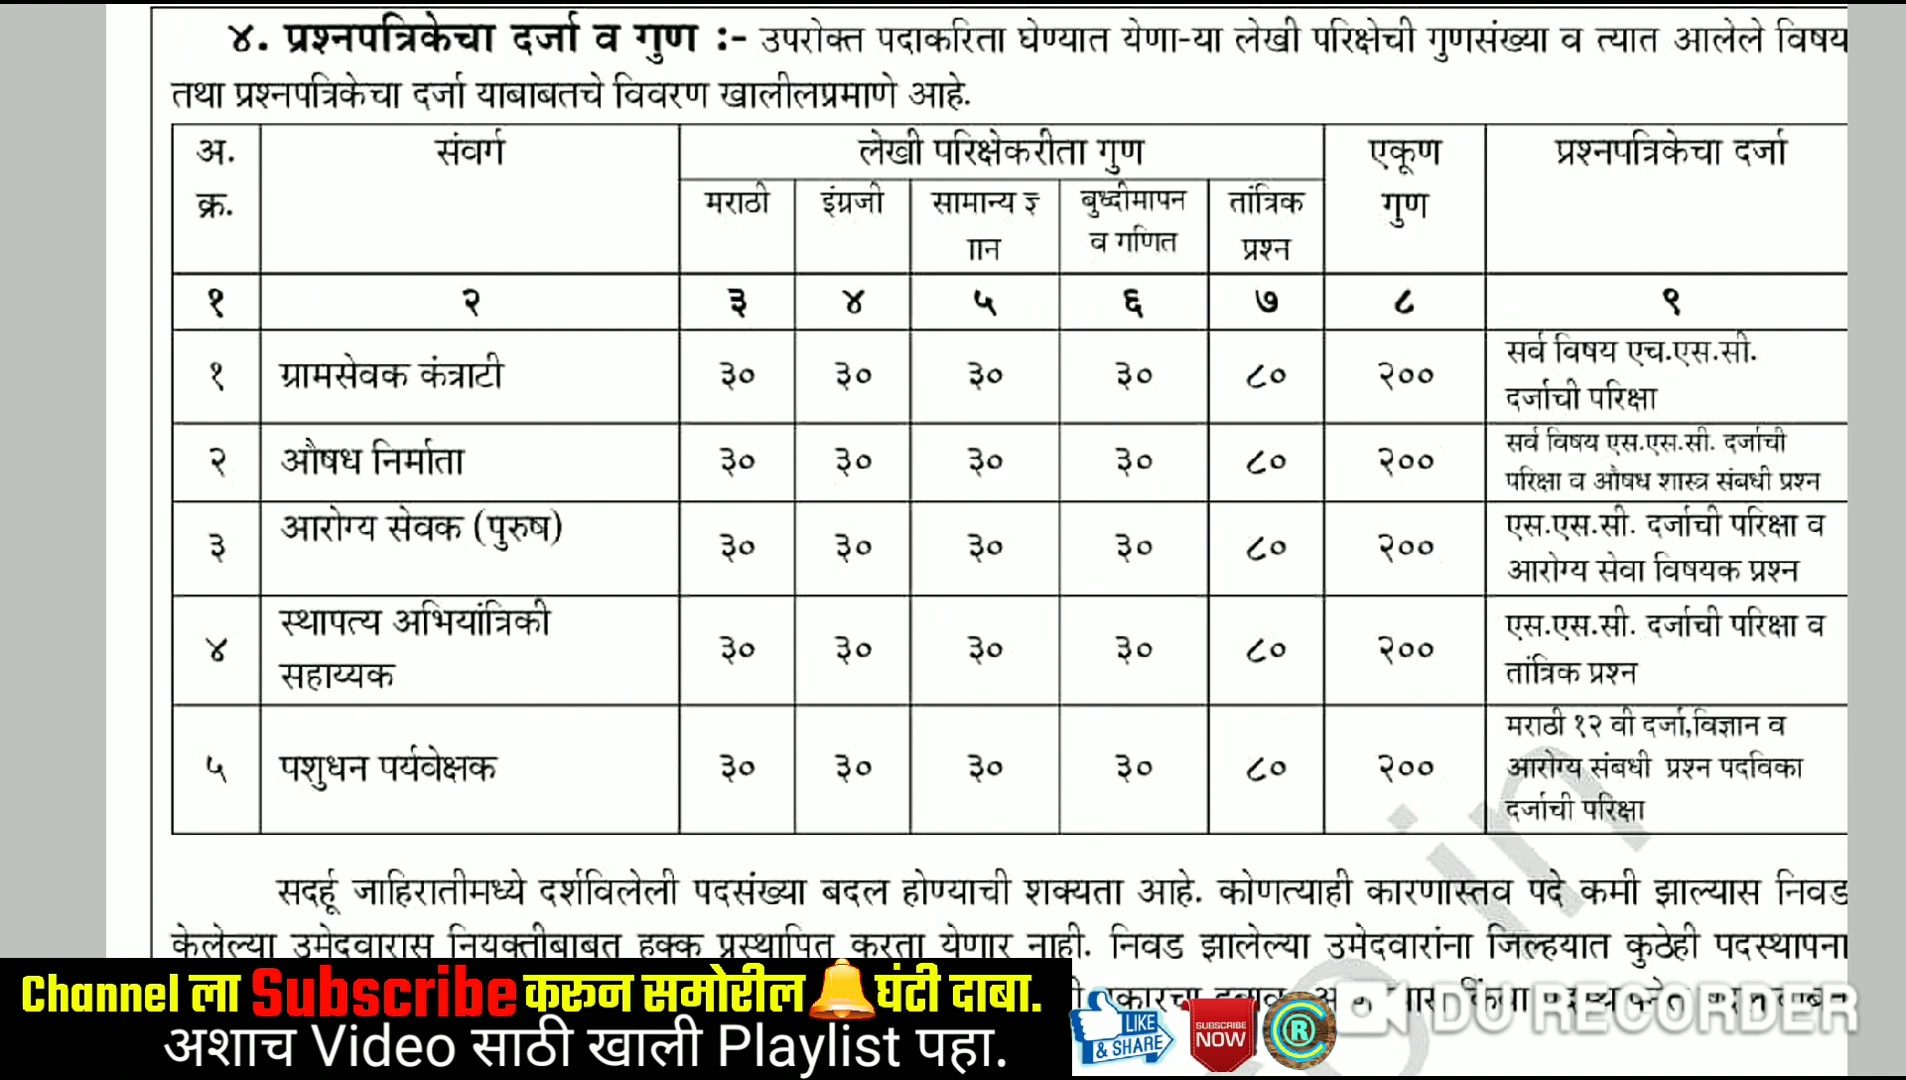 ४. प्रश्नपत्रिकेचा दर्जा व गुण :- उपरोक्त पदाकरिता घेण्यात येणा-या लेखी परिक्षेची गुणसंख्या व त्यात आलेले विषय
तथा प्रश्नपत्रिकेचा दर्जा याबाबतचे विवरण खालीलप्रमाणे आहे.
अ. क्र. संवर्ग लेखी परिक्षेकरीता गुण एकूण गुण प्रश्नपत्रिकेचा दर्जा
मराठी इंग्रजी सामान्य ज्ञान बुध्दीमापन व गणित तांत्रिक प्रश्न
१ २ ३ ४ ५ ६ ७ ८ ९
१ ग्रामसेवक कंत्राटी ३० ३० ३० ३० ८० २०० सर्व विषय एच.एस.सी.
दर्जाची परिक्षा
२ औषध निर्माता ३० ३० ३० ३० ८० २०० सर्व विषय एस.एस.सी. दर्जाची
परिक्षा व औषध शास्त्र संबधी प्रश्न
३ आरोग्य सेवक (पुरुष) ३० ३० ३० ३० ८० २०० एस.एस.सी. दर्जाची परिक्षा व
आरोग्य सेवा विषयक प्रश्न
४ स्थापत्य अभियांत्रिकी सहाय्यक ३० ३० ३० ३० ८० २०० एस.एस.सी. दर्जाची परिक्षा व
तांत्रिक प्रश्न
५ पशुधन पर्यवेक्षक ३० ३० ३० ३० ८० २०० मराठी १२ वी दर्जा,विज्ञान व
आरोग्य संबधी प्रश्न पदविका
दर्जाची परिक्षा
सदर्हू जाहिरातीमध्ये दर्शविलेली पदसंख्या बदल होण्याची शक्यता आहे. कोणत्याही कारणास्तव पदे कमी झाल्यास निवड
केलेल्या उमेदवारास नियुक्तीबाबत हक्क प्रस्थापित करता येणार नाही. निवड झालेल्या उमेदवारांना जिल्हयात कुठेही पदस्थापना
Channel ला Subscribe करून समोरील घंटी दाबा.
अशाच Video साठी खाली Playlist पहा.
LIKE
& SHARE
SUBSCRIBE
NOW
®
DU RECORDER